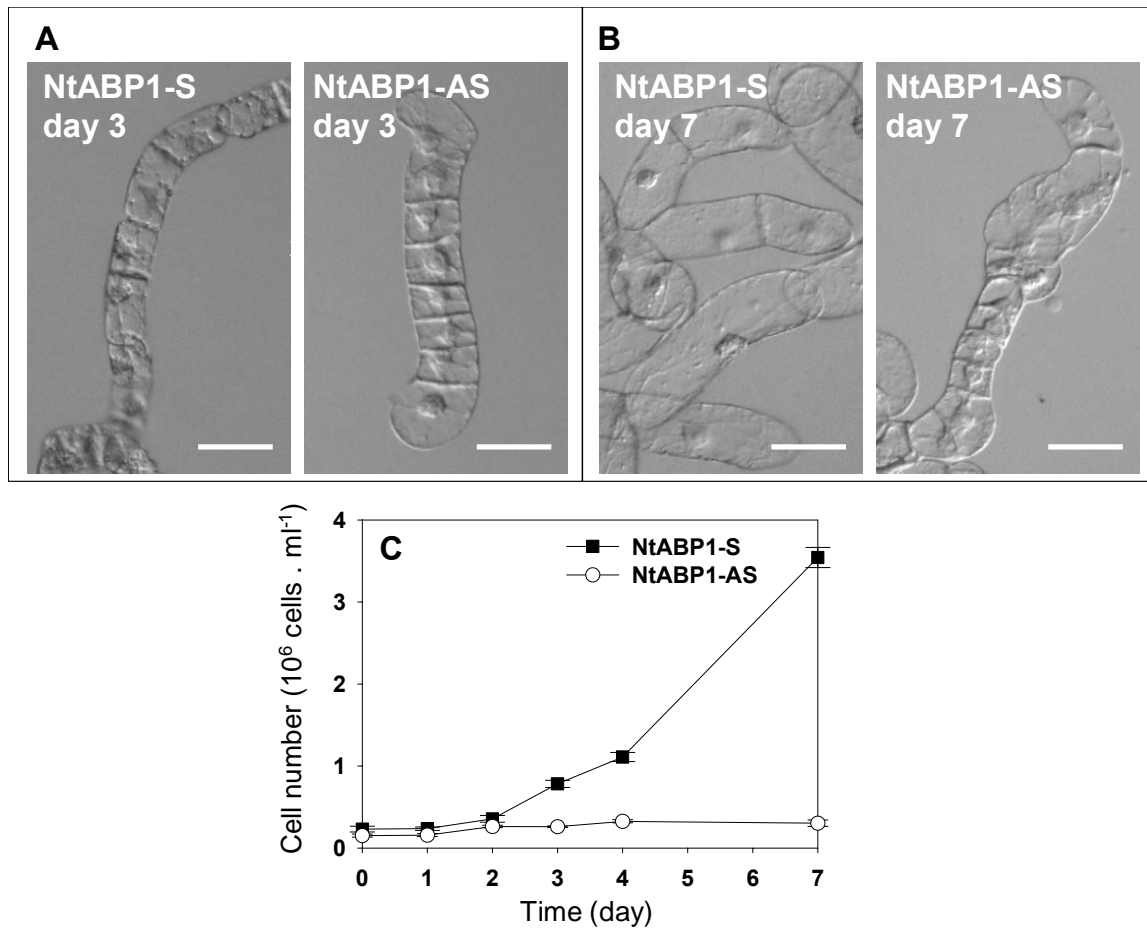 A
NtABP1-S
day 3
NtABP1-AS
day 3
B
NtABP1-S
day 7
NtABP1-AS
day 7
C
NtABP1-S
NtABP1-AS
Cell number (10⁶ cells . ml⁻¹)
4
3
2
1
0
0 1 2 3 4 5 6 7
Time (day)